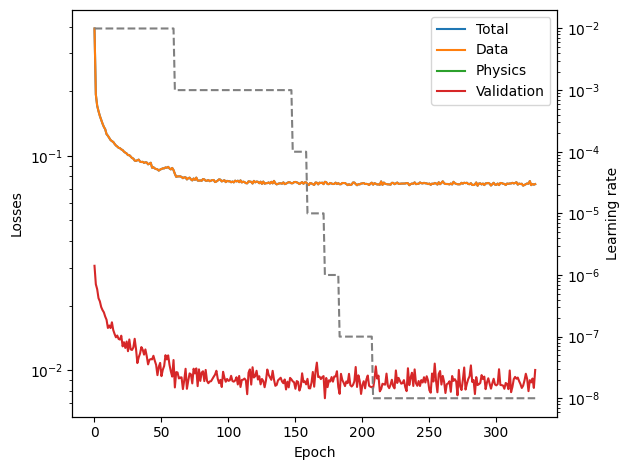 Total
Data
Physics
Validation
Losses
10^{-1}
10^{-2}
10^{-2}
10^{-3}
10^{-4}
10^{-5}
10^{-6}
10^{-7}
10^{-8}
Learning rate
0 50 100 150 200 250 300
Epoch